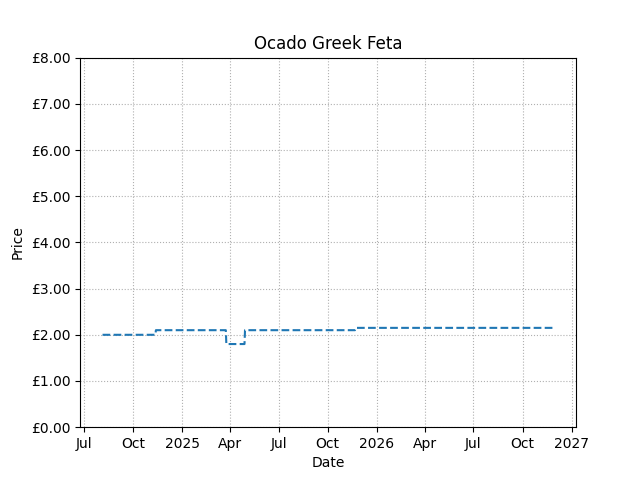 Ocado Greek Feta
£8.00
£7.00
£6.00
£5.00
£4.00
£3.00
£2.00
£1.00
£0.00
Price
Jul Oct 2025 Apr Jul Oct 2026 Apr Jul Oct 2027
Date